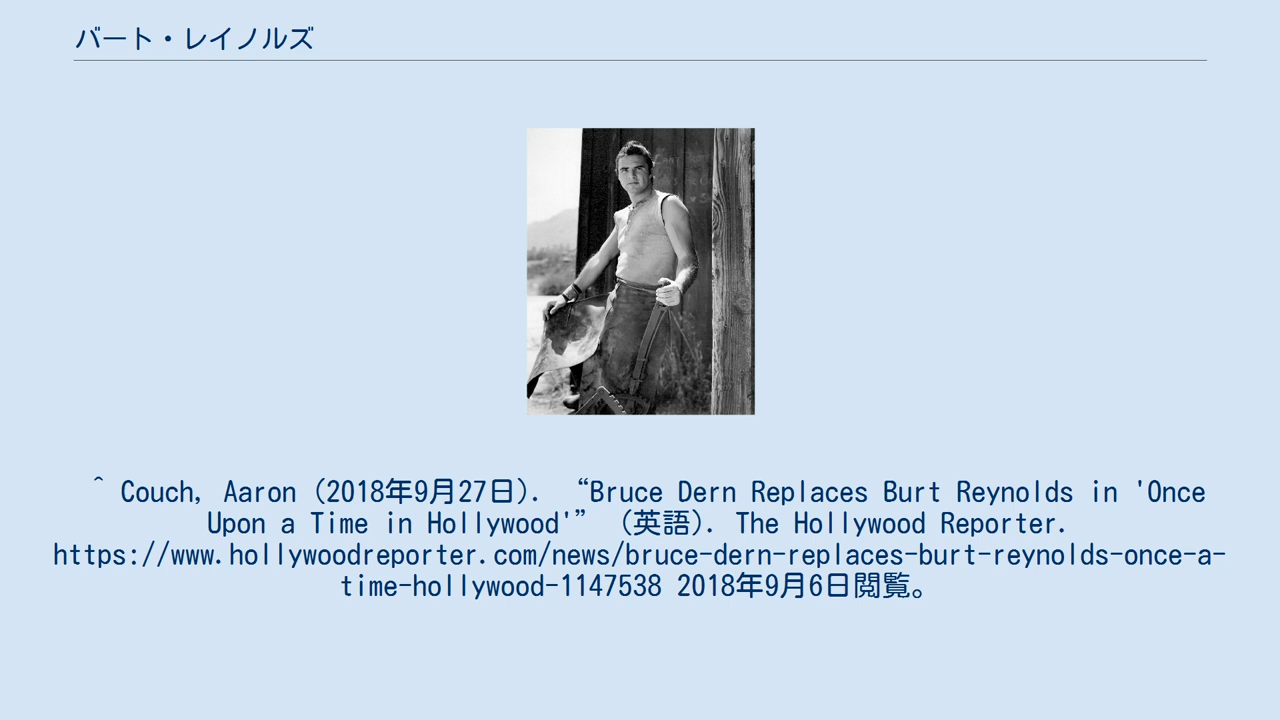 バート・レイノルズ
^ Couch, Aaron (2018年9月27日). “Bruce Dern Replaces Burt Reynolds in 'Once
Upon a Time in Hollywood'” (英語). The Hollywood Reporter.
https://www.hollywoodreporter.com/news/bruce-dern-replaces-burt-reynolds-once-a-
time-hollywood-1147538 2018年9月6日閲覧。